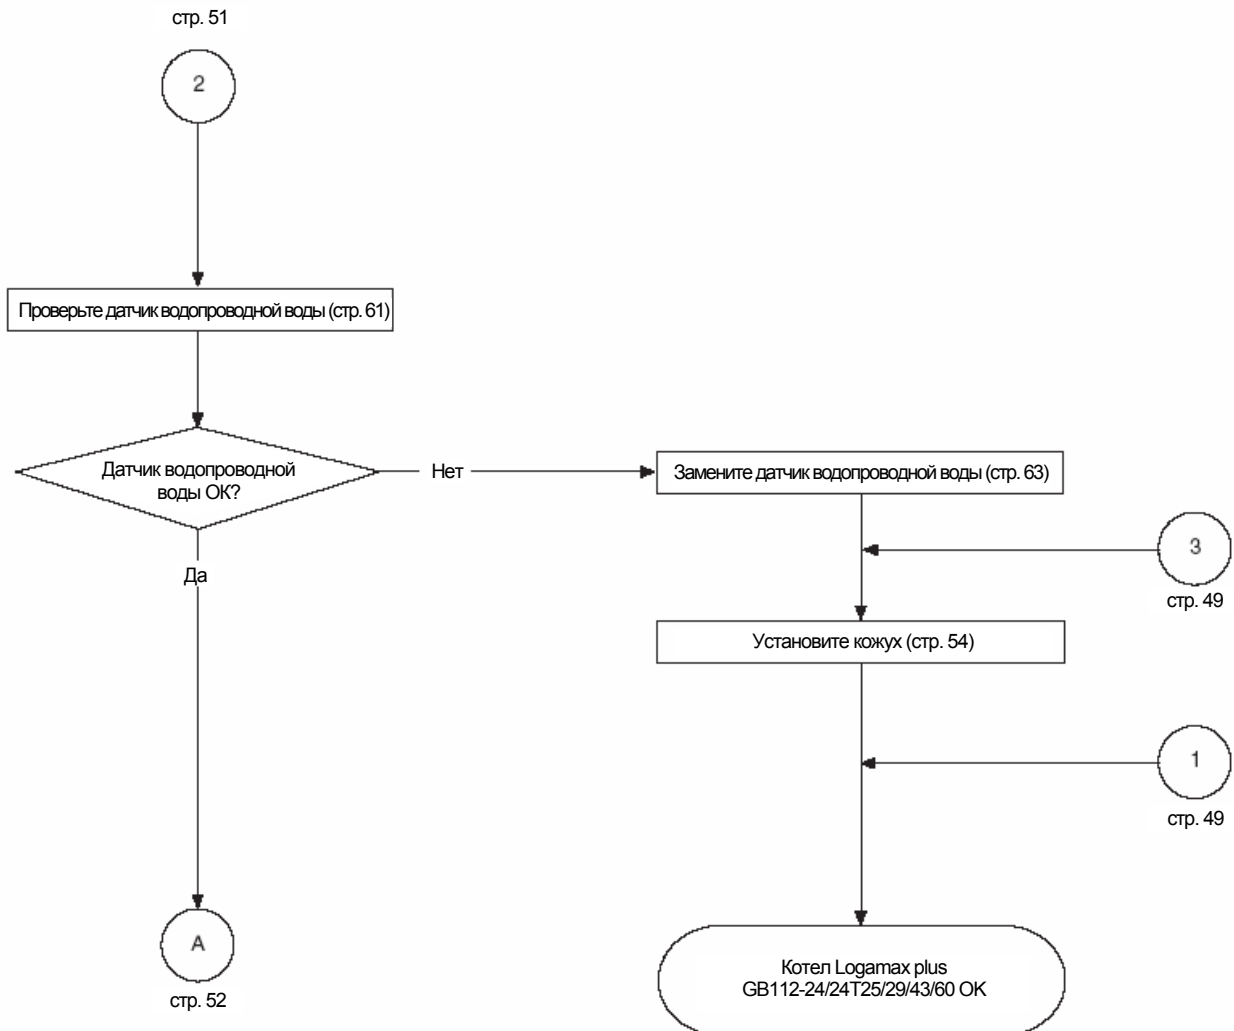 стр. 51
2
Проверьте датчик водопроводной воды (стр. 61)
Датчик водопроводной
воды ОК?
Нет
Замените датчик водопроводной воды (стр. 63)
3
стр. 49
Да
Установите кожух (стр. 54)
1
стр. 49
A
стр. 52
Котел Logamax plus
GB112-24/24T25/29/43/60 OK